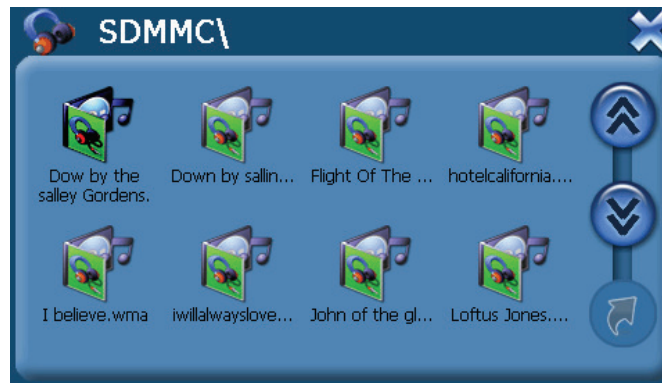 SDMMC\
Dow by the
salley Gordens.
Down by sallin...
Flight Of The ...
hotelcalifornia....
I believe.wma
iwillalwayslove...
John of the gl...
Loftus Jones....